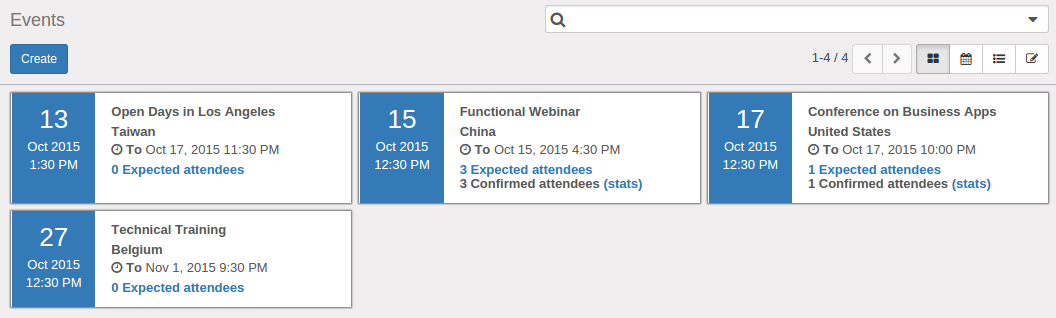 Events
Create
1-4 / 4
13
Oct 2015
1:30 PM
Open Days in Los Angeles
Taiwan
To Oct 17, 2015 11:30 PM
0 Expected attendees
15
Oct 2015
12:30 PM
Functional Webinar
China
To Oct 15, 2015 4:30 PM
3 Expected attendees
3 Confirmed attendees (stats)
17
Oct 2015
12:30 PM
Conference on Business Apps
United States
To Oct 17, 2015 10:00 PM
1 Expected attendees
1 Confirmed attendees (stats)
27
Oct 2015
12:30 PM
Technical Training
Belgium
To Nov 1, 2015 9:30 PM
0 Expected attendees